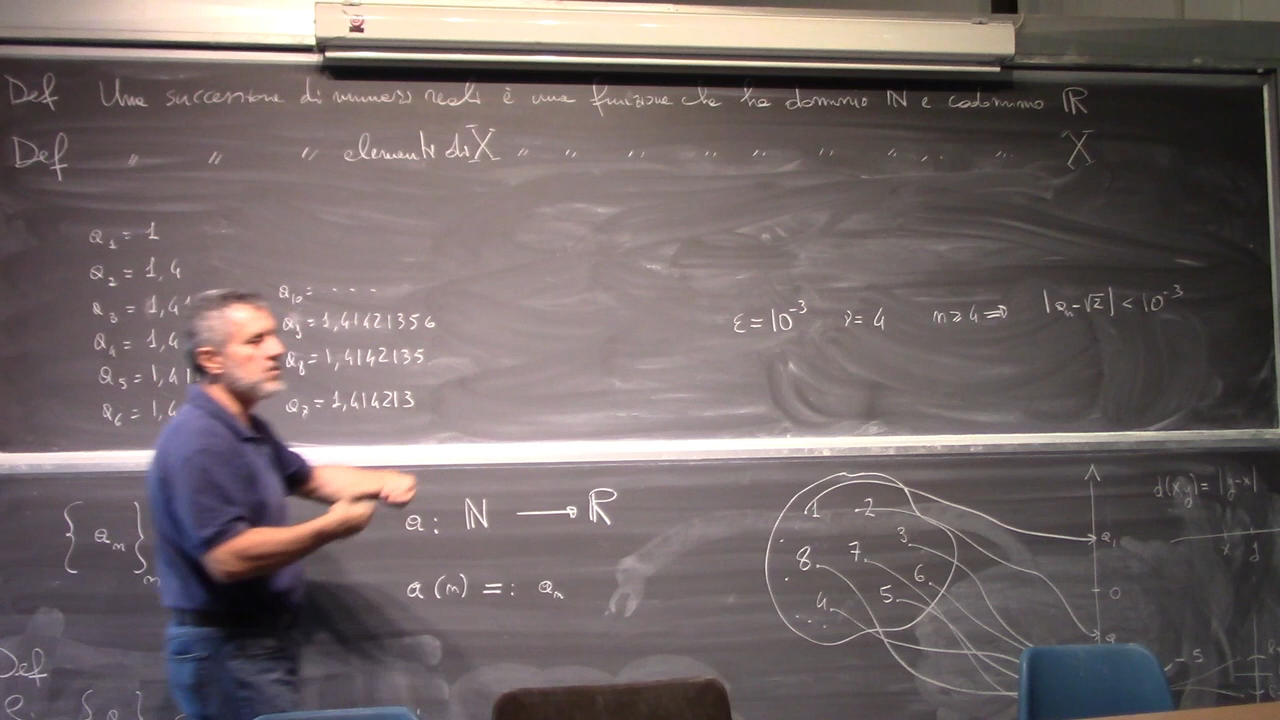 Def Una successione di numeri reali è una funzione che ha dominio ℕ e codominio ℝ
Def " " " elementi di X " " " " " " " " " X
a₁ = 1
a₂ = 1,4
a₃ = 1,41
a₄ = 1,4
a₅ = 1,41
a₆ = 1,4
a₁₀ = - - -
a₉ = 1,41421356
a₈ = 1,4142135
a₇ = 1,414213
ε = 10⁻³ ν = 4 n ≥ 4 ⇒ |aₙ - √2| < 10⁻³
{aₙ}ₙ
a : ℕ → ℝ
a(n) =: aₙ
1 2
3
8 7
6
4 5
a₁
0
-5
d(x,y) = |y-x|
x y
Def